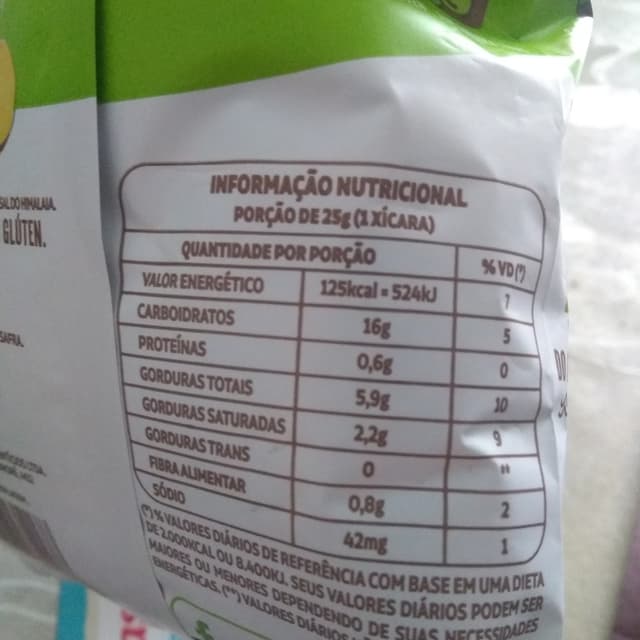 SAL DO HIMALAIA.
GLÚTEN.
SAFRA.
INFORMAÇÃO NUTRICIONAL
PORÇÃO DE 25g (1 XÍCARA)
QUANTIDADE POR PORÇÃO % VD (*)
VALOR ENERGÉTICO 125kcal = 524kJ 7
CARBOIDRATOS 16g 5
PROTEÍNAS 0,6g 0
GORDURAS TOTAIS 5,9g 10
GORDURAS SATURADAS 2,2g 9
GORDURAS TRANS 0 **
FIBRA ALIMENTAR 0,8g 2
SÓDIO 42mg 1
(*) % VALORES DIÁRIOS DE REFERÊNCIA COM BASE EM UMA DIETA
DE 2.000KCAL OU 8.400KJ. SEUS VALORES DIÁRIOS PODEM SER
MAIORES OU MENORES DEPENDENDO DE SUAS NECESSIDADES
ENERGÉTICAS. (**) VALORES DIÁRIOS